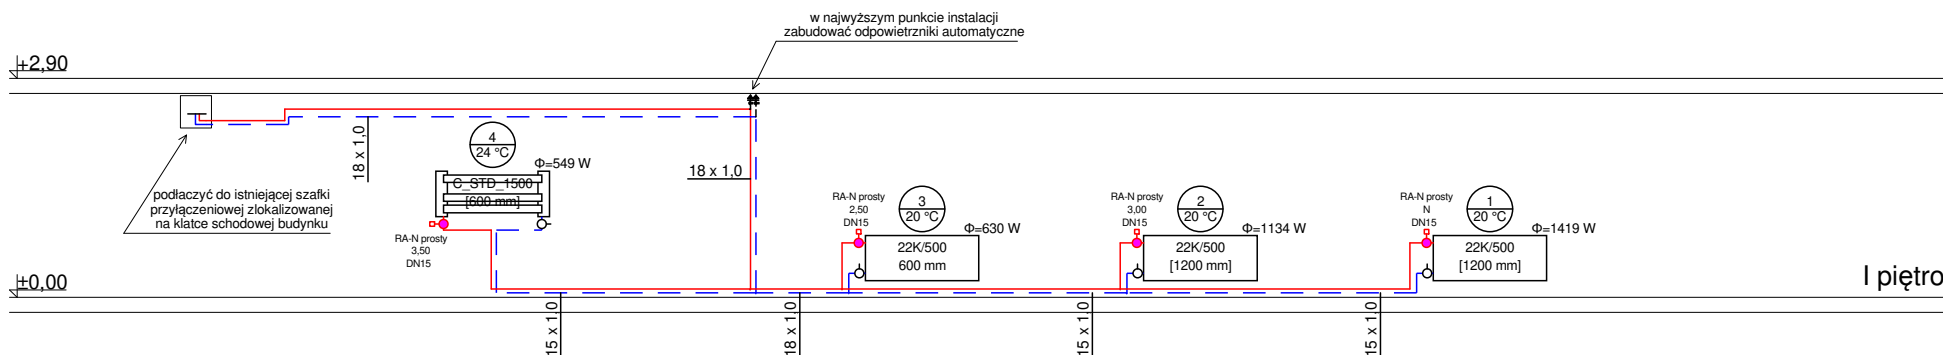 w najwyższym punkcie instalacji
zabudować odpowietrzniki automatyczne
+2,90
18 x 1,0
4
24 °C
Φ=549 W
C_STD_1500
[600 mm]
RA-N prosty
3,50
DN15
podłaczyć do istniejącej szafki
przyłączeniowej zlokalizowanej
na klatce schodowej budynku
18 x 1,0
RA-N prosty
2,50
DN15
3
20 °C
Φ=630 W
22K/500
600 mm
RA-N prosty
3,00
DN15
2
20 °C
Φ=1134 W
22K/500
[1200 mm]
RA-N prosty
N
DN15
1
20 °C
Φ=1419 W
22K/500
[1200 mm]
±0,00
I piętro
15 x 1,0
18 x 1,0
15 x 1,0
15 x 1,0